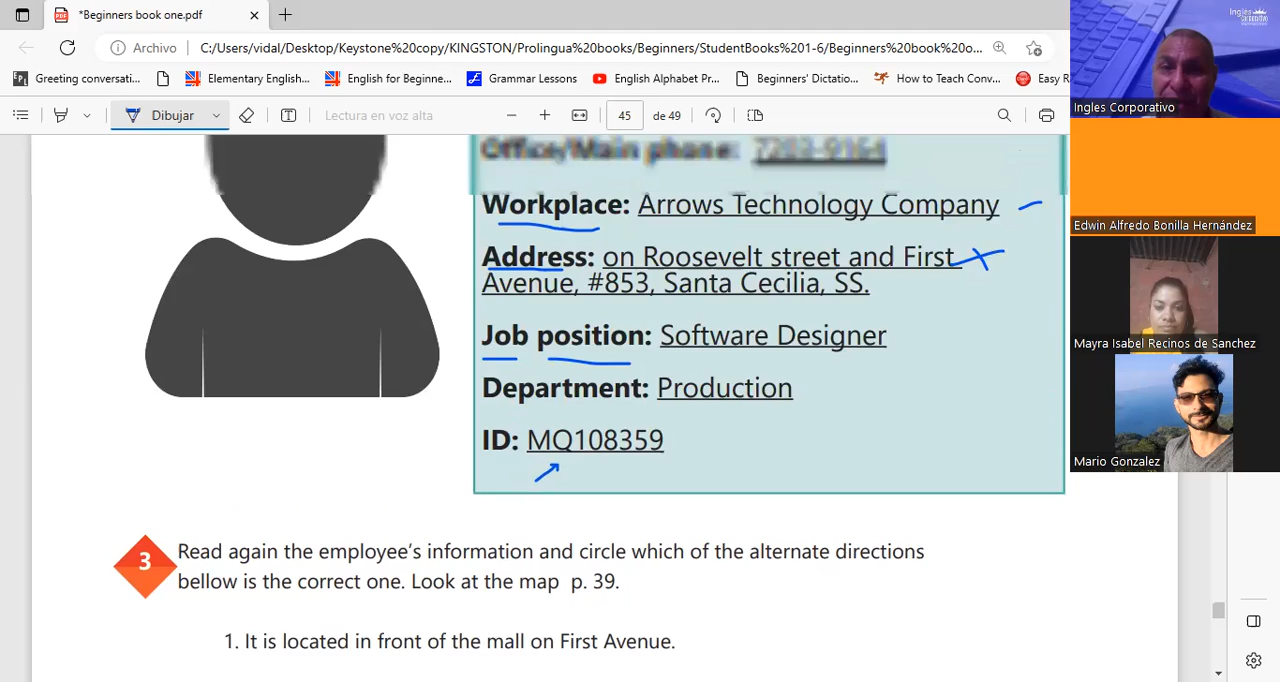 *Beginners book one.pdf
Archivo
C:/Users/vidal/Desktop/Keystone%20copy/KINGSTON/Prolingua%20books/Beginners/StudentBooks%201-6/Beginners%20book%20o...
Greeting conversati...
Elementary English...
English for Beginne...
Grammar Lessons
English Alphabet Pr...
Beginners' Dictatio...
How to Teach Conv...
Easy R
Dibujar
Lectura en voz alta
45
de 49
Office/Main phone: 7203-9164
Workplace: Arrows Technology Company
Address: on Roosevelt street and First
Avenue, #853, Santa Cecilia, SS.
Job position: Software Designer
Department: Production
ID: MQ108359
3
Read again the employee's information and circle which of the alternate directions
bellow is the correct one. Look at the map p. 39.
1. It is located in front of the mall on First Avenue.
Ingles Corporativo
Edwin Alfredo Bonilla Hernández
Mayra Isabel Recinos de Sanchez
Mario Gonzalez